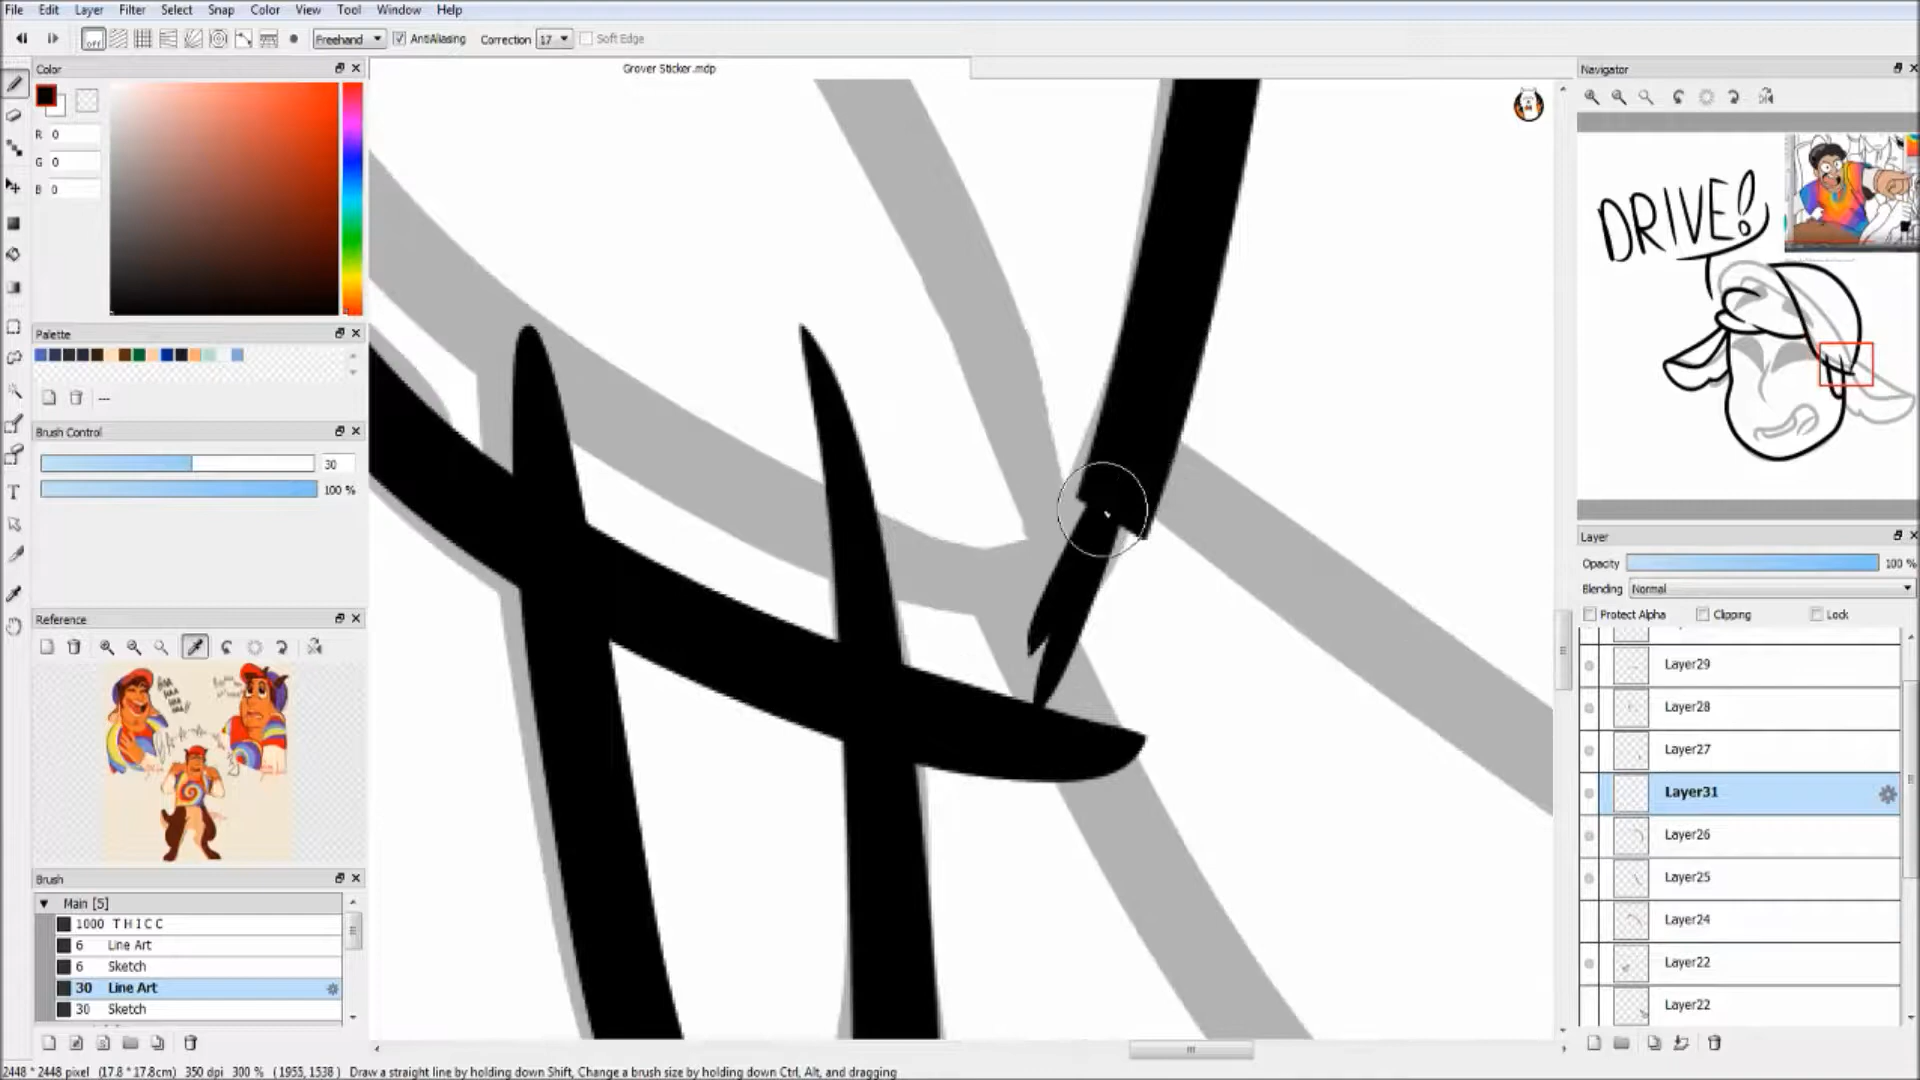 File Edit Layer Filter Select Snap Color View Tool Window Help
off Freehand AntiAliasing Correction 17 Soft Edge
Color
R 0
G 0
B 0
Palette
---
Brush Control
30
100 %
Reference
Brush
Main [5]
1000 T H I C C
6 Line Art
6 Sketch
30 Line Art
30 Sketch
Grover Sticker.mdp
Navigator
DRIVE!
Layer
Opacity 100 %
Blending Normal
Protect Alpha Clipping Lock
Layer29
Layer28
Layer27
Layer31
Layer26
Layer25
Layer24
Layer22
Layer22
2448 * 2448 pixel (17.8 * 17.8cm) 350 dpi 300 % (1955, 1538) Draw a straight line by holding down Shift, Change a brush size by holding down Ctrl, Alt, and dragging